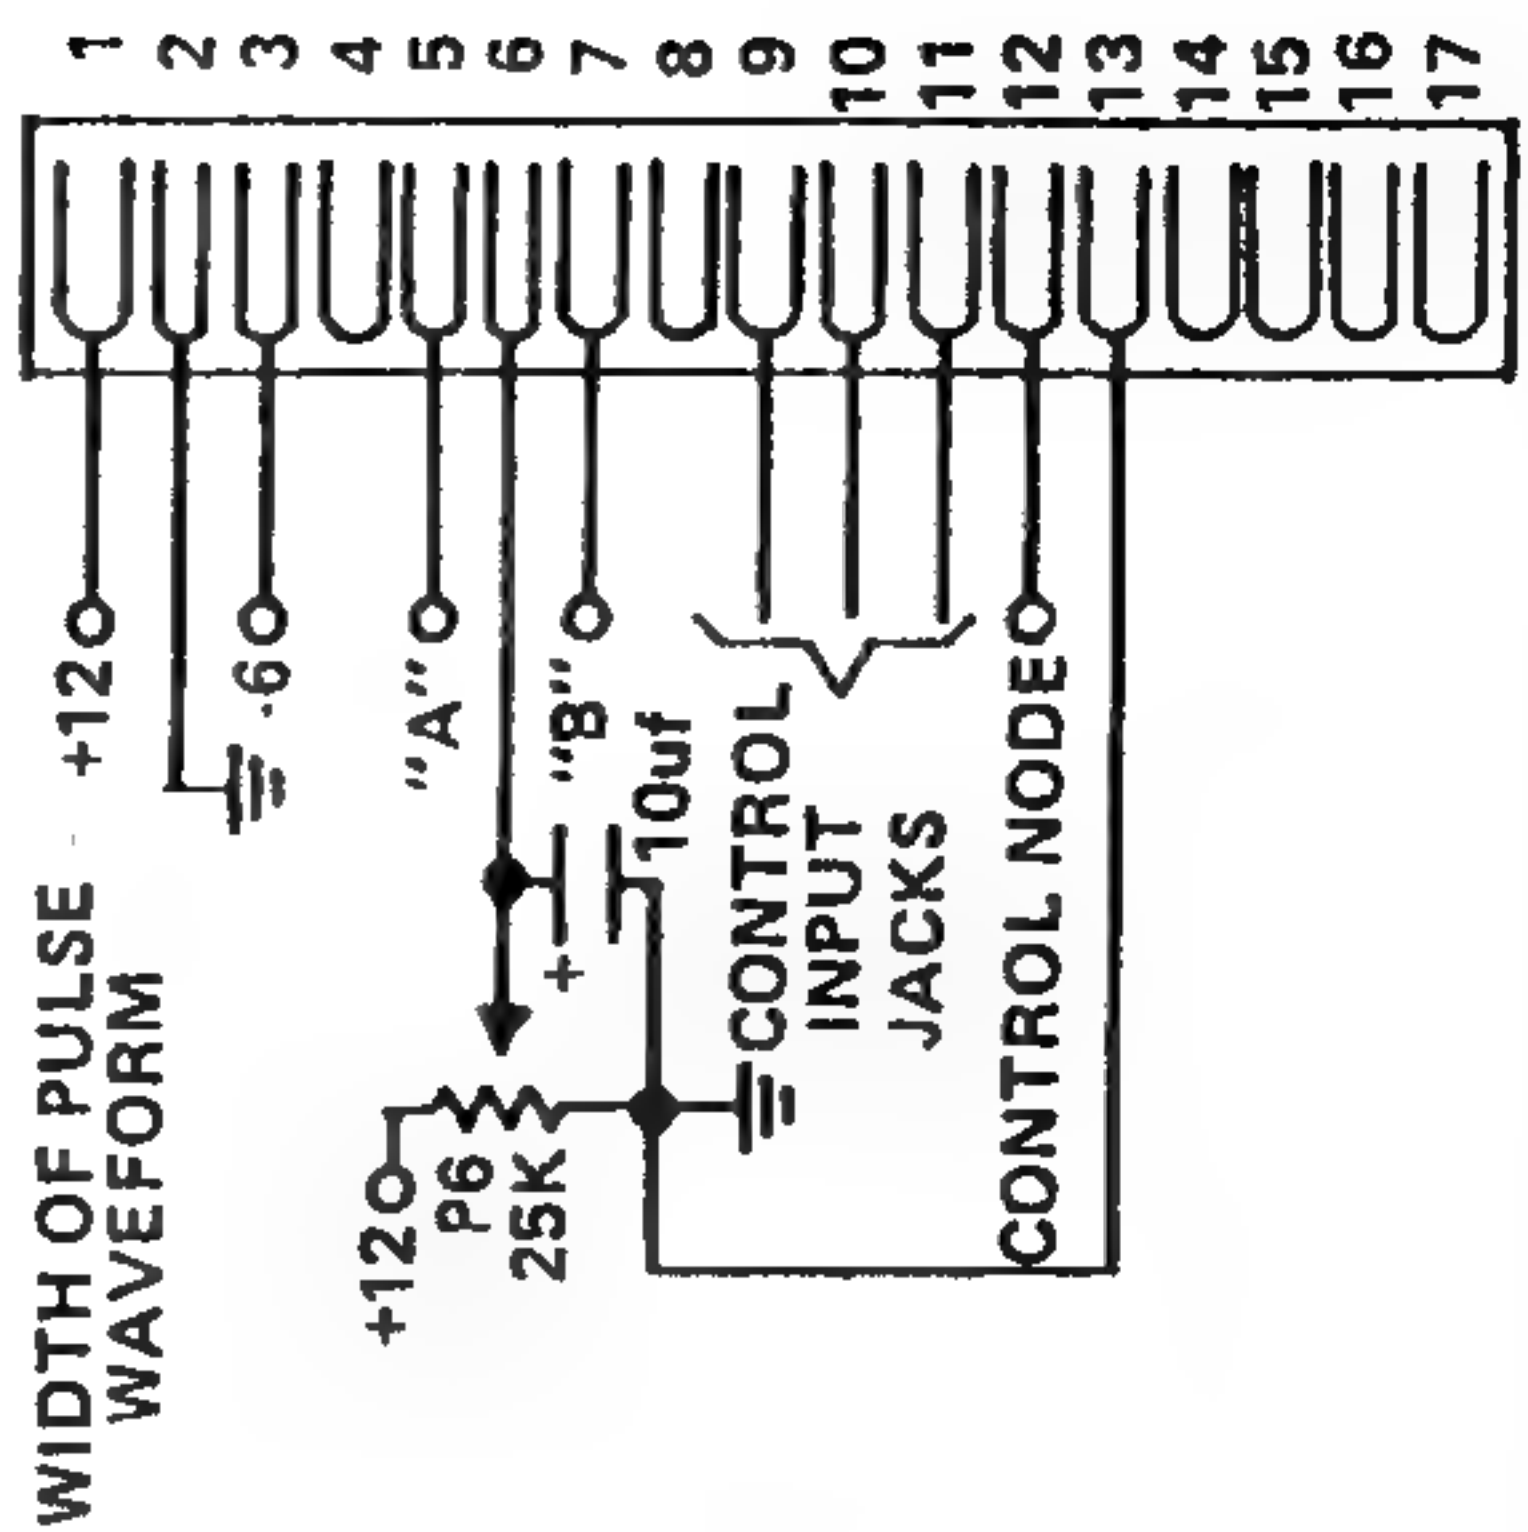 1 2 3 4 5 6 7 8 9 10 11 12 13 14 15 16 17
+12
-6
"A"
"B"
10uf
+
CONTROL
INPUT
JACKS
CONTROL NODE
WIDTH OF PULSE
WAVEFORM
+12
P6
25K